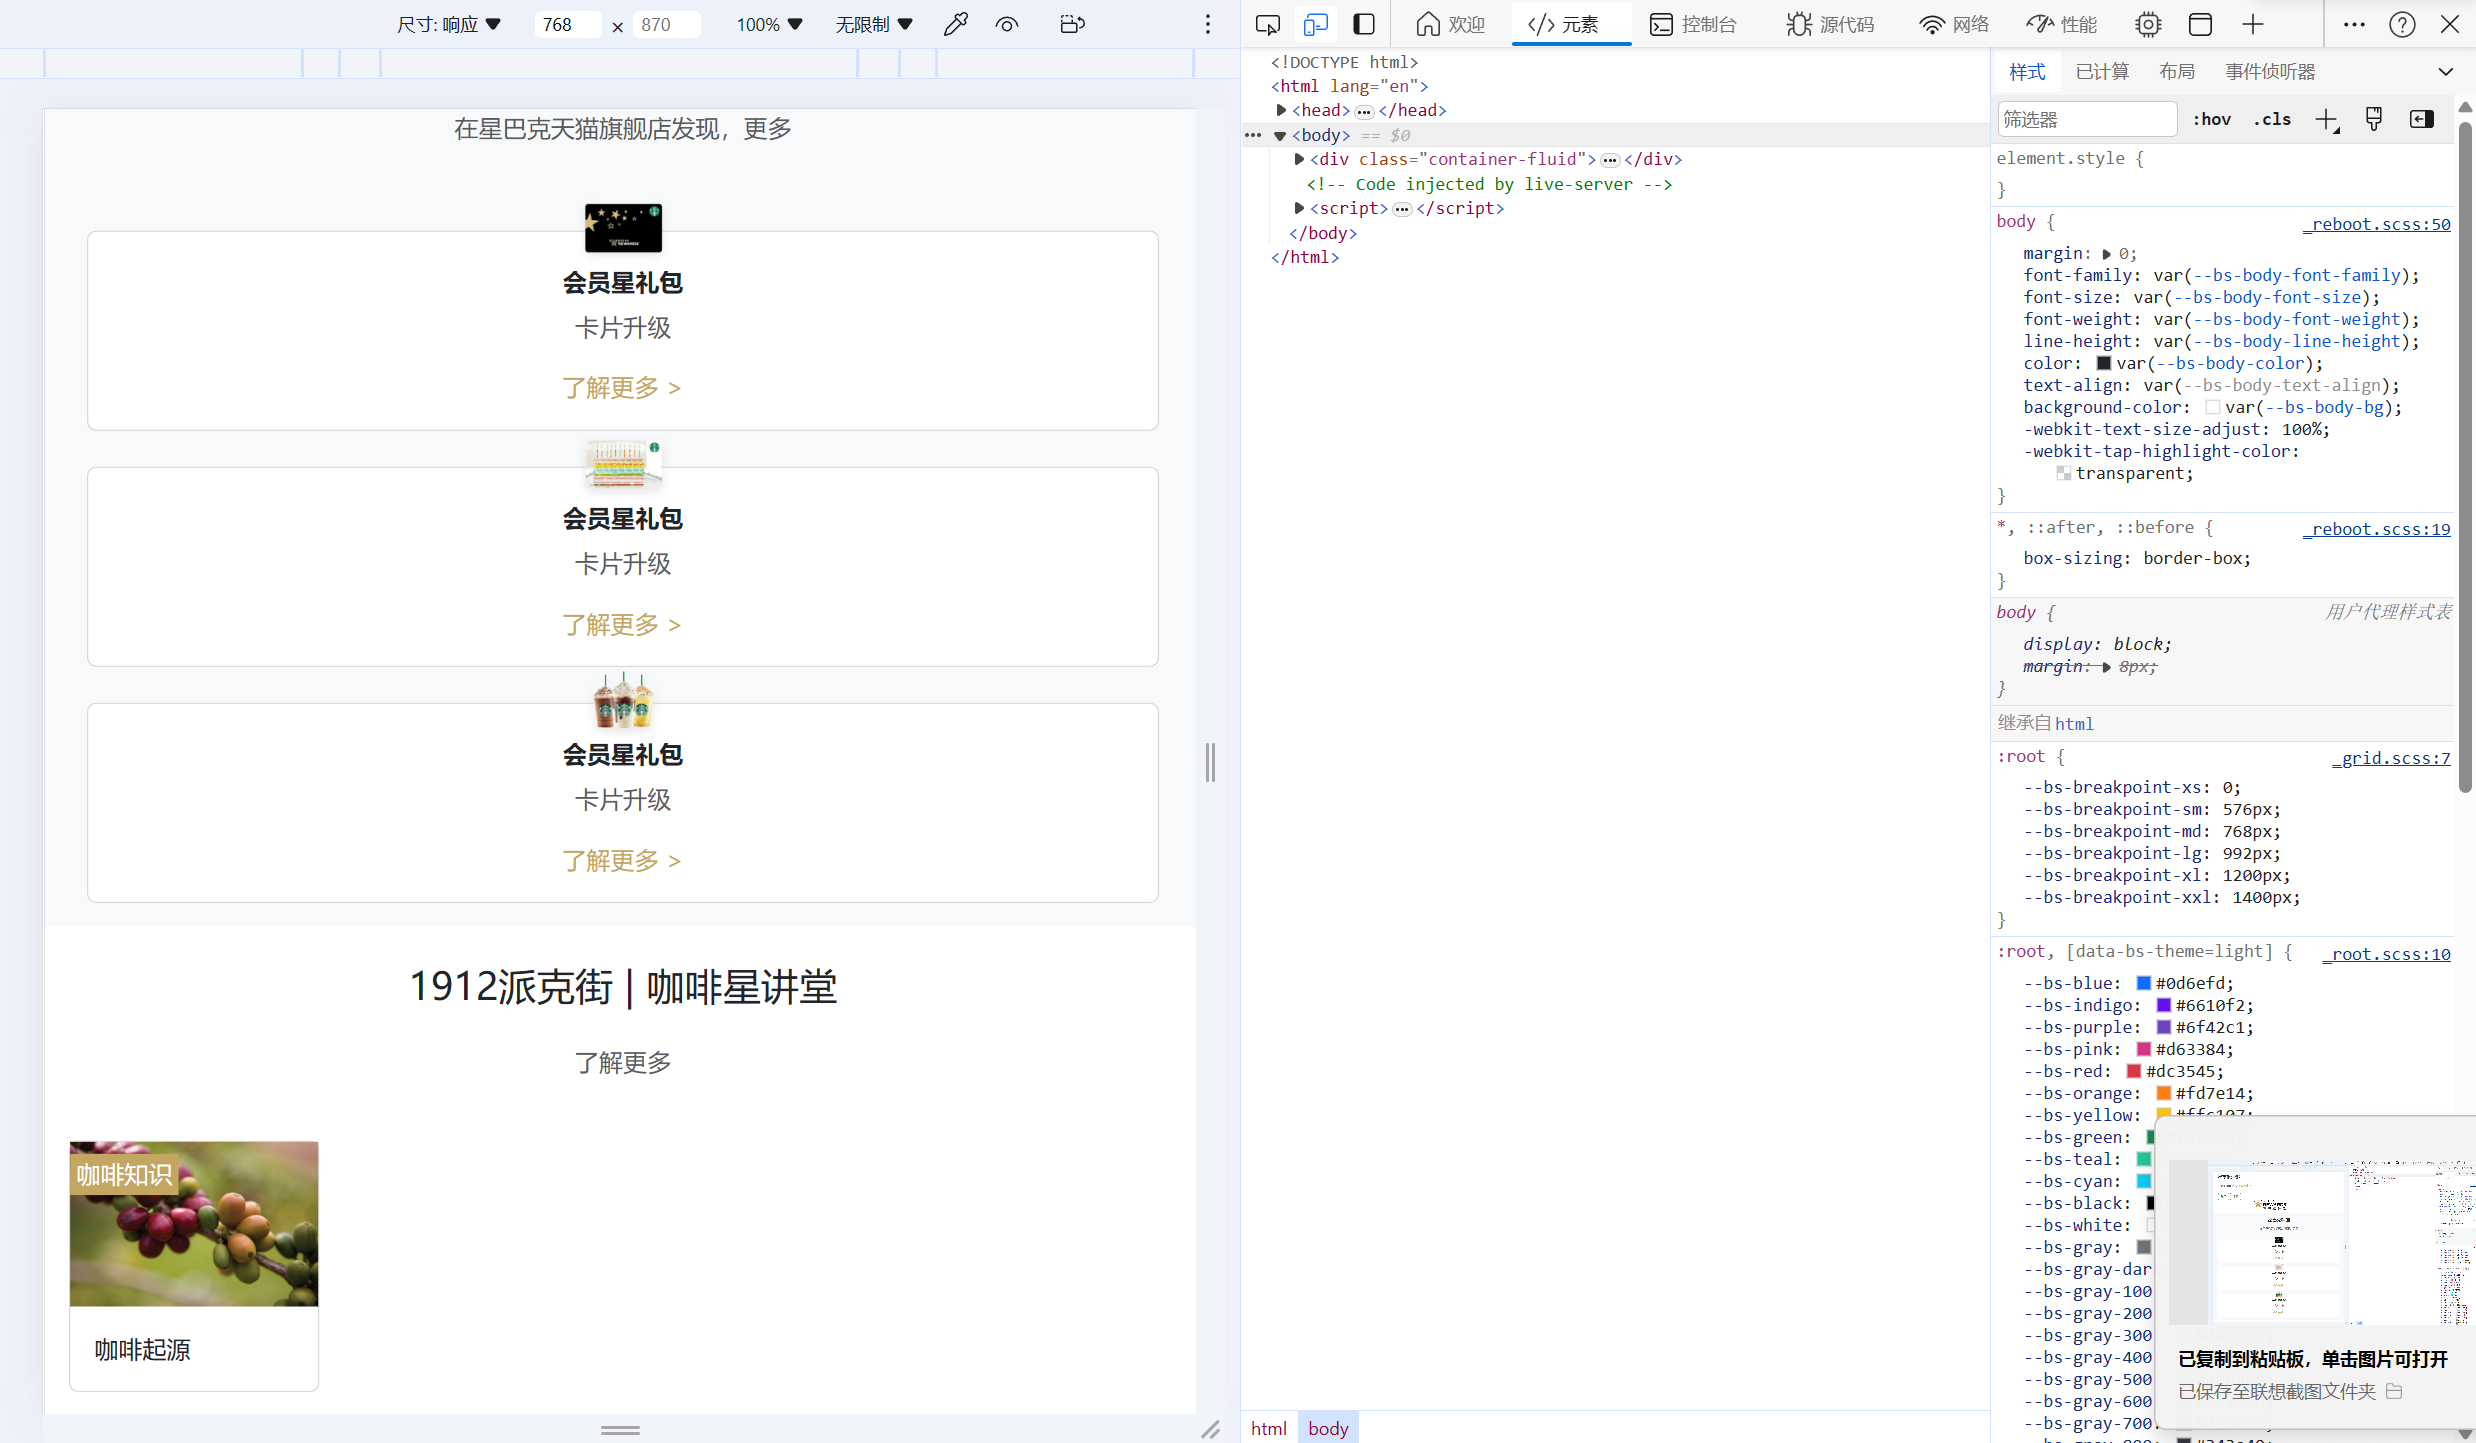 尺寸: 响应
768 × 870
100%
无限制
欢迎
元素
控制台
源代码
网络
性能
在星巴克天猫旗舰店发现，更多
会员星礼包
卡片升级
了解更多 >
会员星礼包
卡片升级
了解更多 >
会员星礼包
卡片升级
了解更多 >
1912派克街 | 咖啡星讲堂
了解更多
咖啡知识
咖啡起源
<!DOCTYPE html>
<html lang="en">
<head> ••• </head>
••• <body> == $0
<div class="container-fluid"> ••• </div>
<!-- Code injected by live-server -->
<script> ••• </script>
</body>
</html>
html
body
样式
已计算
布局
事件侦听器
筛选器
:hov
.cls
element.style {
}
body {
_reboot.scss:50
margin: 0;
font-family: var(--bs-body-font-family);
font-size: var(--bs-body-font-size);
font-weight: var(--bs-body-font-weight);
line-height: var(--bs-body-line-height);
color: var(--bs-body-color);
text-align: var(--bs-body-text-align);
background-color: var(--bs-body-bg);
-webkit-text-size-adjust: 100%;
-webkit-tap-highlight-color:
transparent;
}
*, ::after, ::before {
_reboot.scss:19
box-sizing: border-box;
}
body {
用户代理样式表
display: block;
margin: 8px;
}
继承自 html
:root {
_grid.scss:7
--bs-breakpoint-xs: 0;
--bs-breakpoint-sm: 576px;
--bs-breakpoint-md: 768px;
--bs-breakpoint-lg: 992px;
--bs-breakpoint-xl: 1200px;
--bs-breakpoint-xxl: 1400px;
}
:root, [data-bs-theme=light] {
_root.scss:10
--bs-blue: #0d6efd;
--bs-indigo: #6610f2;
--bs-purple: #6f42c1;
--bs-pink: #d63384;
--bs-red: #dc3545;
--bs-orange: #fd7e14;
--bs-yellow: #ffc107;
--bs-green:
--bs-teal:
--bs-cyan:
--bs-black:
--bs-white:
--bs-gray:
--bs-gray-dar
--bs-gray-100
--bs-gray-200
--bs-gray-300
--bs-gray-400
--bs-gray-500
--bs-gray-600
--bs-gray-700:
已复制到粘贴板，单击图片可打开
已保存至联想截图文件夹